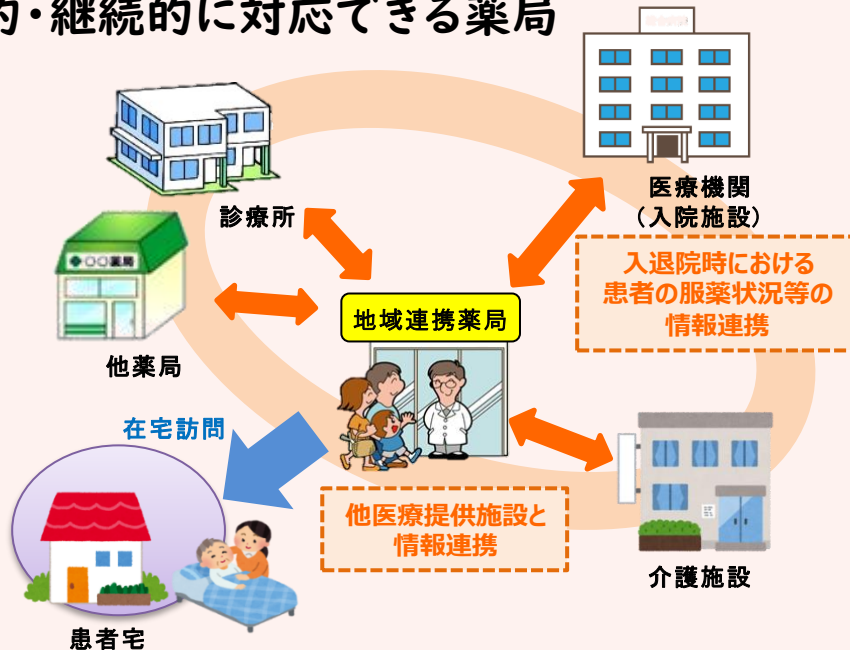 的・継続的に対応できる薬局
診療所
医療機関
（入院施設）
入退院時における
患者の服薬状況等の
情報連携
〇〇薬局
他薬局
地域連携薬局
在宅訪問
他医療提供施設と
情報連携
介護施設
患者宅